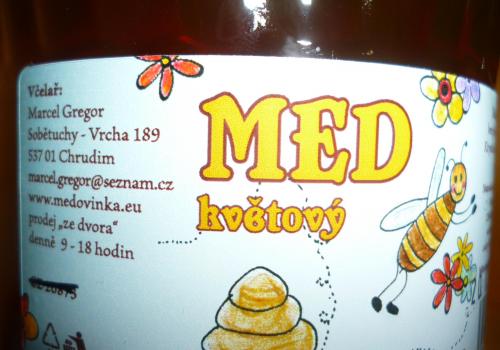 Včelař:
Marcel Gregor
Sobětuchy - Vrcha 189
537 01 Chrudim
marcel.gregor@seznam.cz
www.medovinka.eu
prodej „ze dvora“
denně 9 - 18 hodin
MED
květový